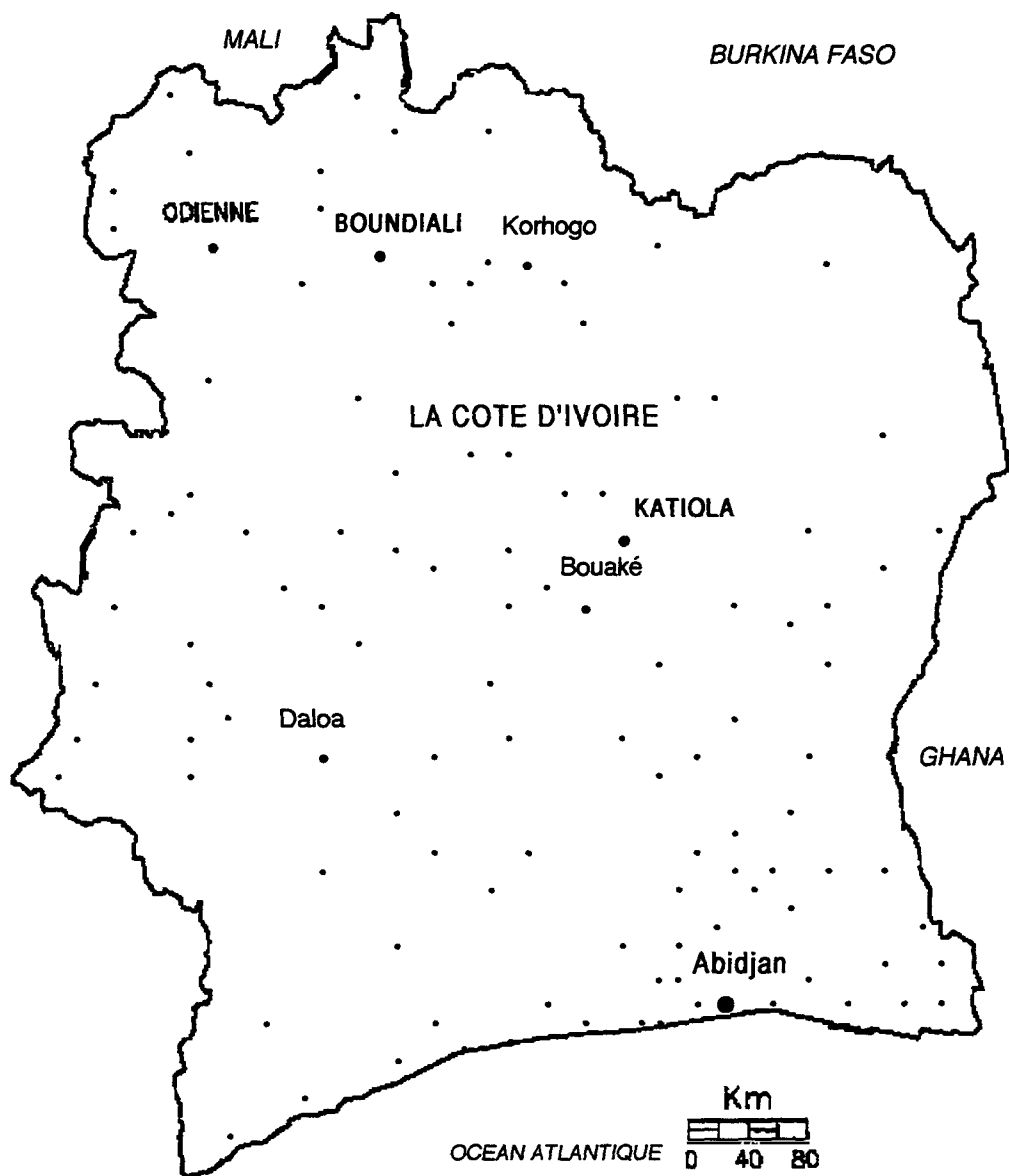 MALI
BURKINA FASO
ODIENNE
BOUNDIALI
Korhogo
LA COTE D'IVOIRE
KATIOLA
Bouaké
Daloa
GHANA
Abidjan
Km
OCEAN ATLANTIQUE
0 40 80